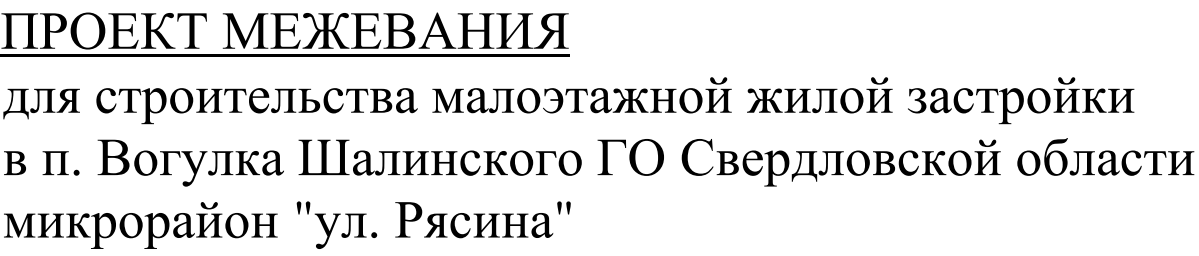 ПРОЕКТ МЕЖЕВАНИЯ
для строительства малоэтажной жилой застройки
в п. Вогулка Шалинского ГО Свердловской области
микрорайон "ул. Рясина"